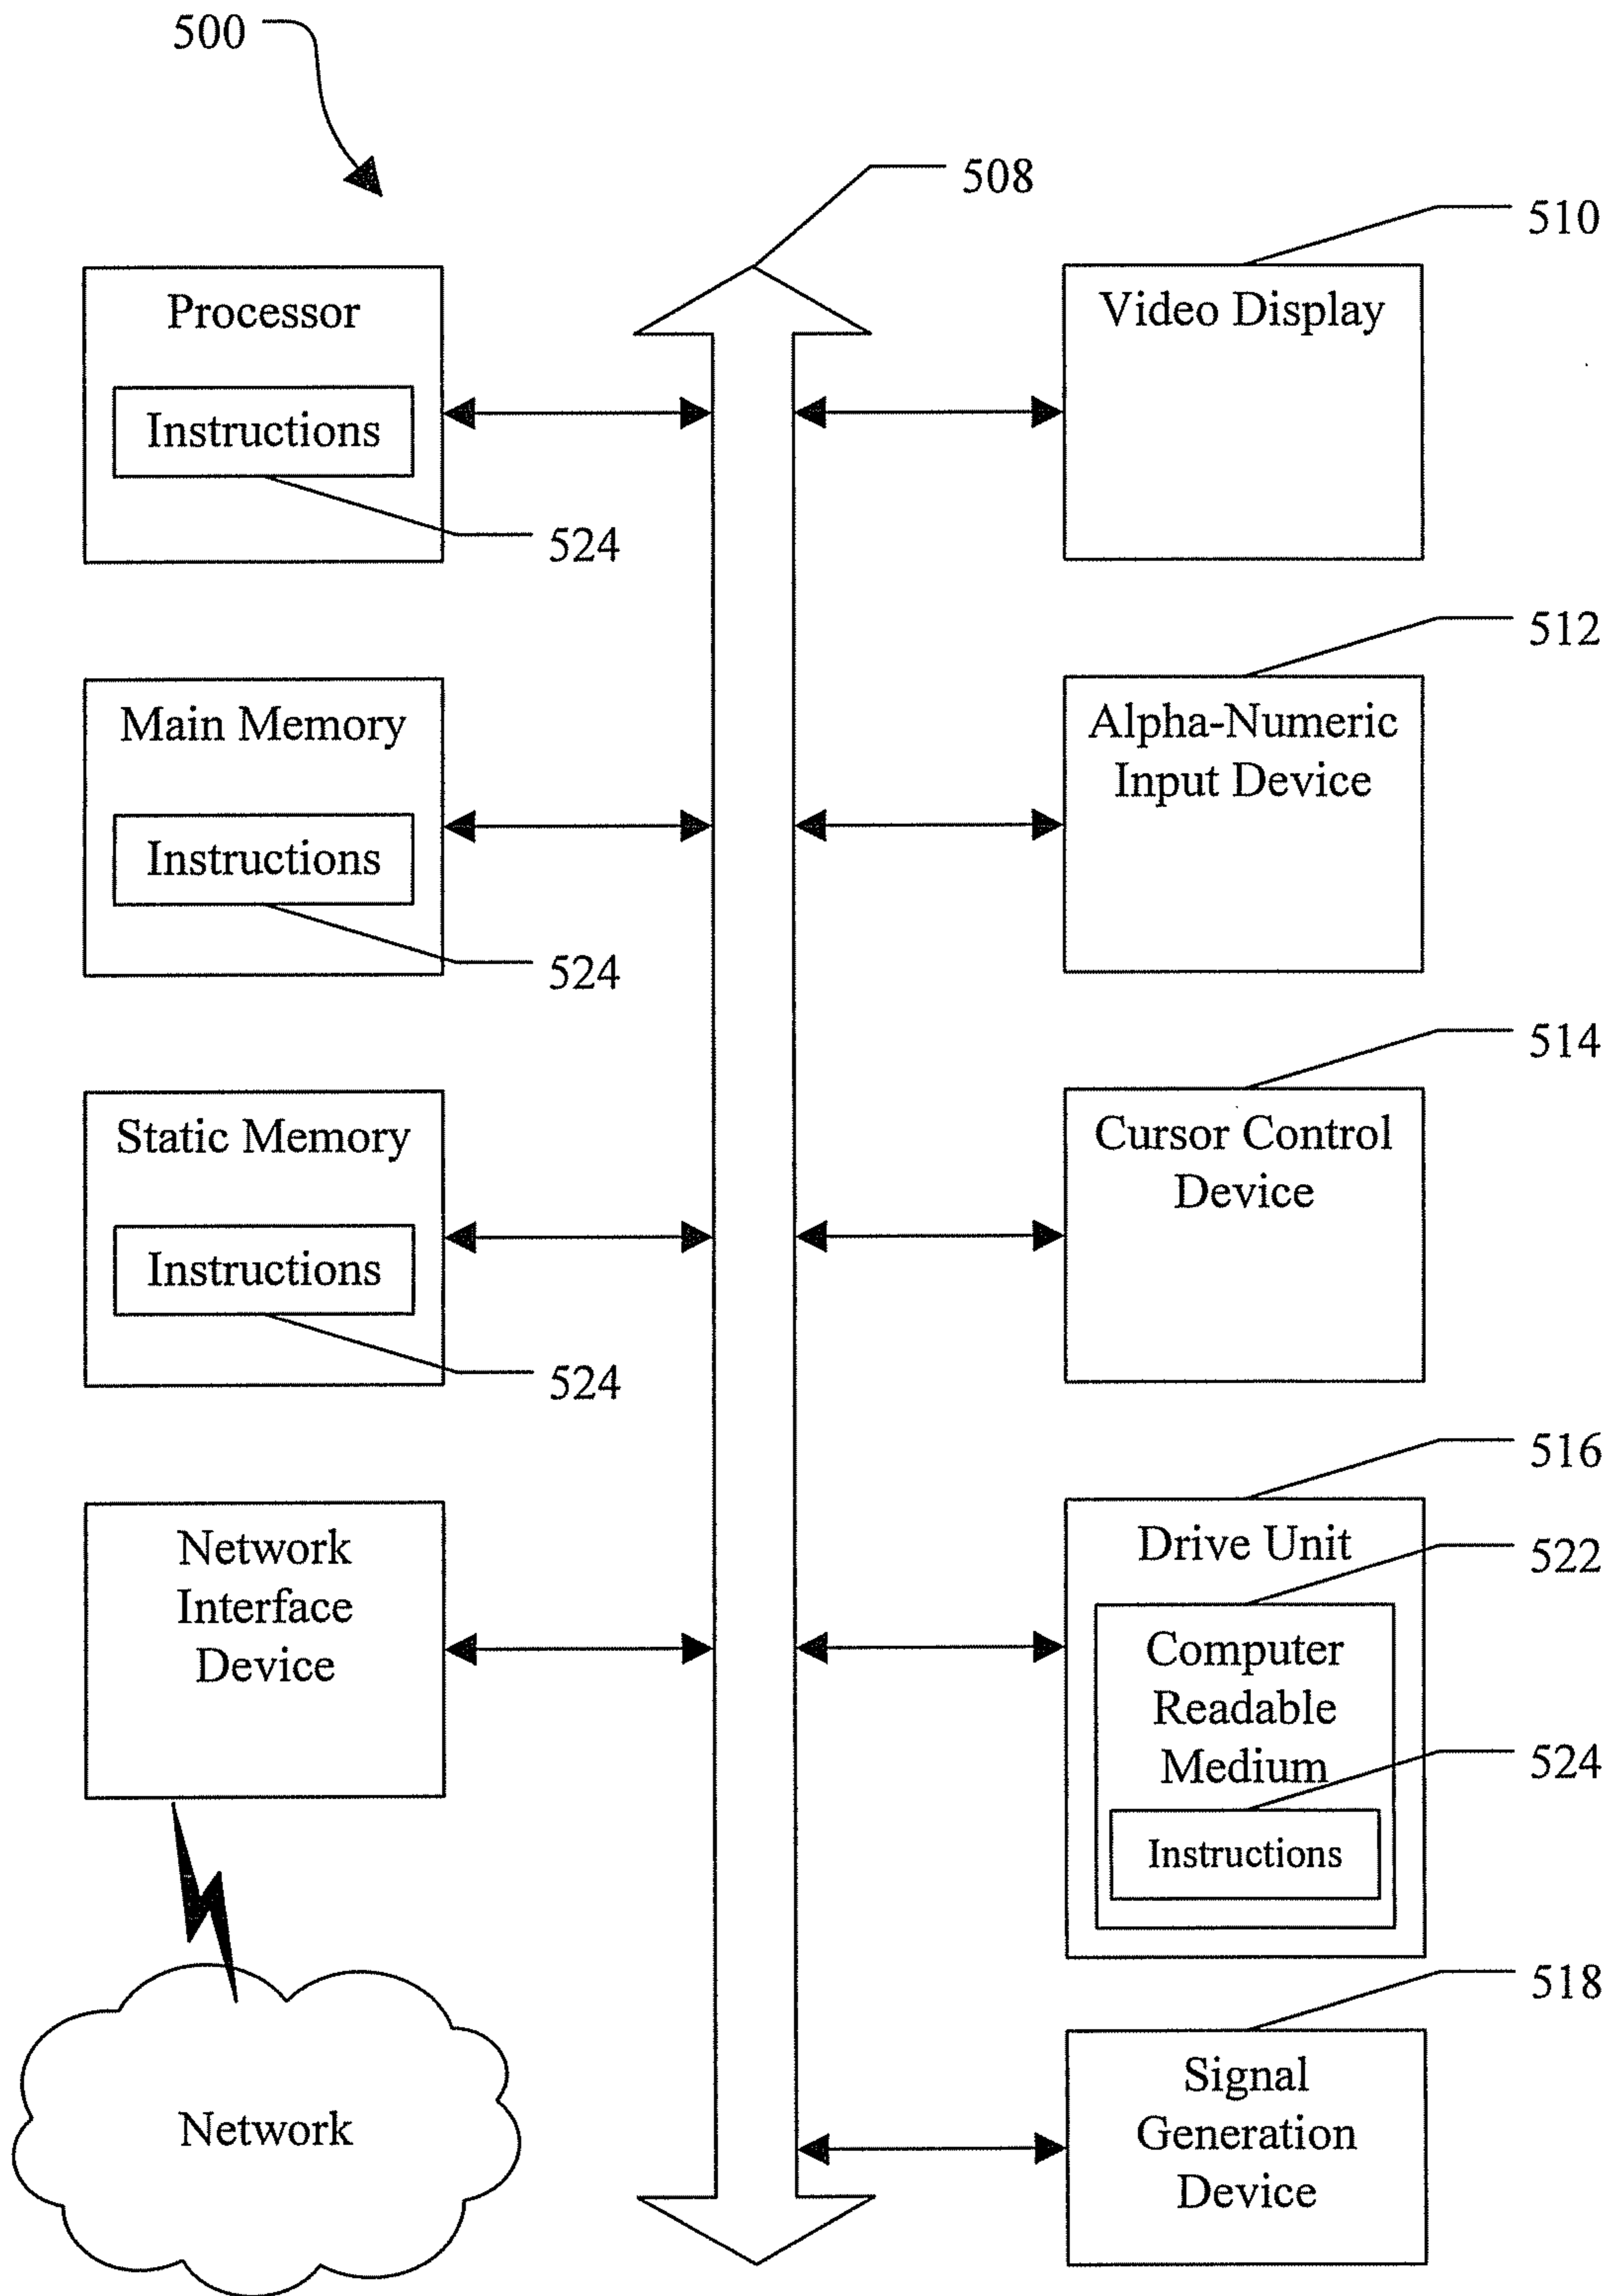 500
508
510
Processor
Instructions
524
Video Display
512
Main Memory
Instructions
524
Alpha-Numeric
Input Device
514
Static Memory
Instructions
524
Cursor Control
Device
516
Network
Interface
Device
Drive Unit
522
Computer
Readable
Medium
524
Instructions
518
Network
Signal
Generation
Device